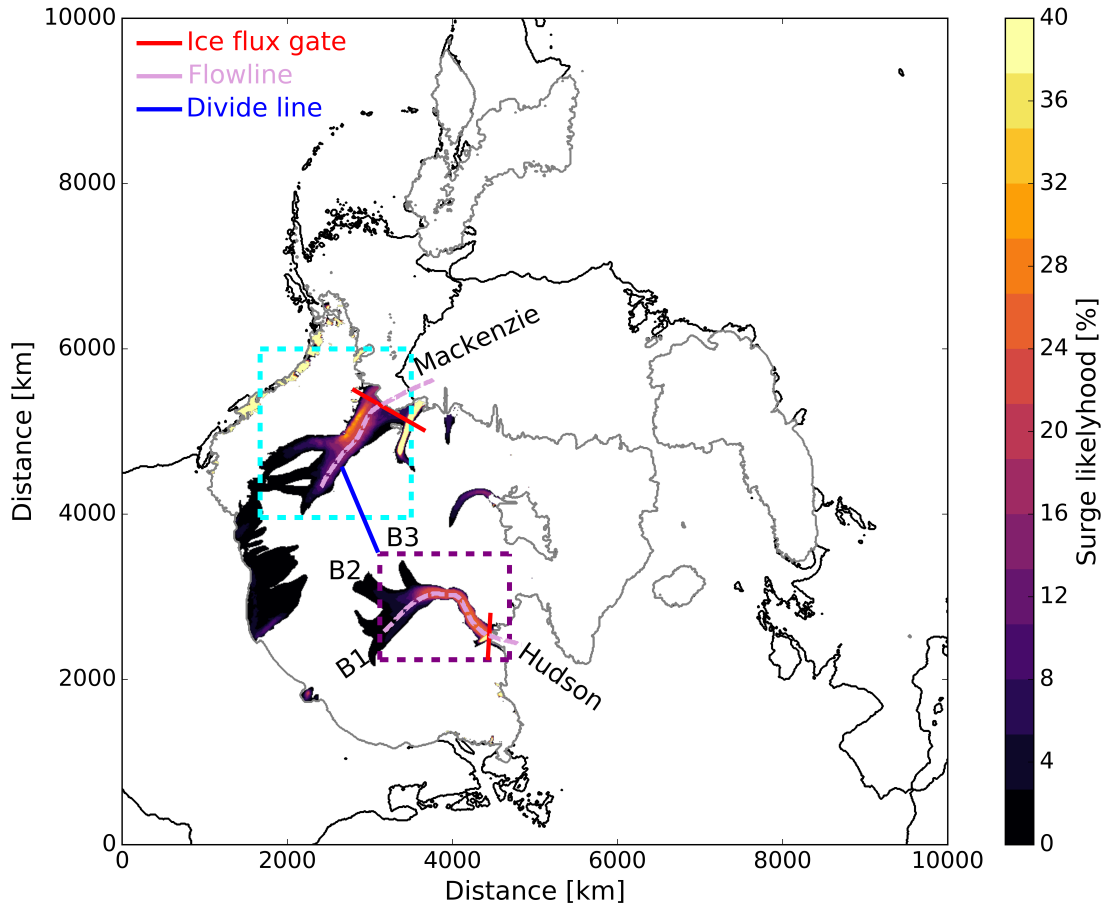 Ice flux gate
Flowline
Divide line
10000
8000
6000
4000
2000
0
Distance [km]
Mackenzie
B3
B2
B1
Hudson
0
2000
4000
6000
8000
10000
Distance [km]
40
36
32
28
24
20
16
12
8
4
0
Surge likelyhood [%]